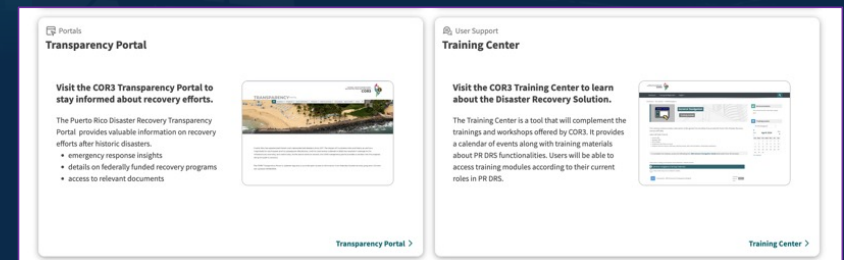 Portals
Transparency Portal
Visit the COR3 Transparency Portal to
stay informed about recovery efforts.
The Puerto Rico Disaster Recovery Transparency
Portal provides valuable information on recovery
efforts after historic disasters.
• emergency response insights
• details on federally funded recovery programs
• access to relevant documents
Transparency Portal >
User Support
Training Center
Visit the COR3 Training Center to learn
about the Disaster Recovery Solution.
The Training Center is a tool that will complement the
trainings and workshops offered by COR3. It provides
a calendar of events along with training materials
about PR DRS functionalities. Users will be able to
access training modules according to their current
roles in PR DRS.
Training Center >